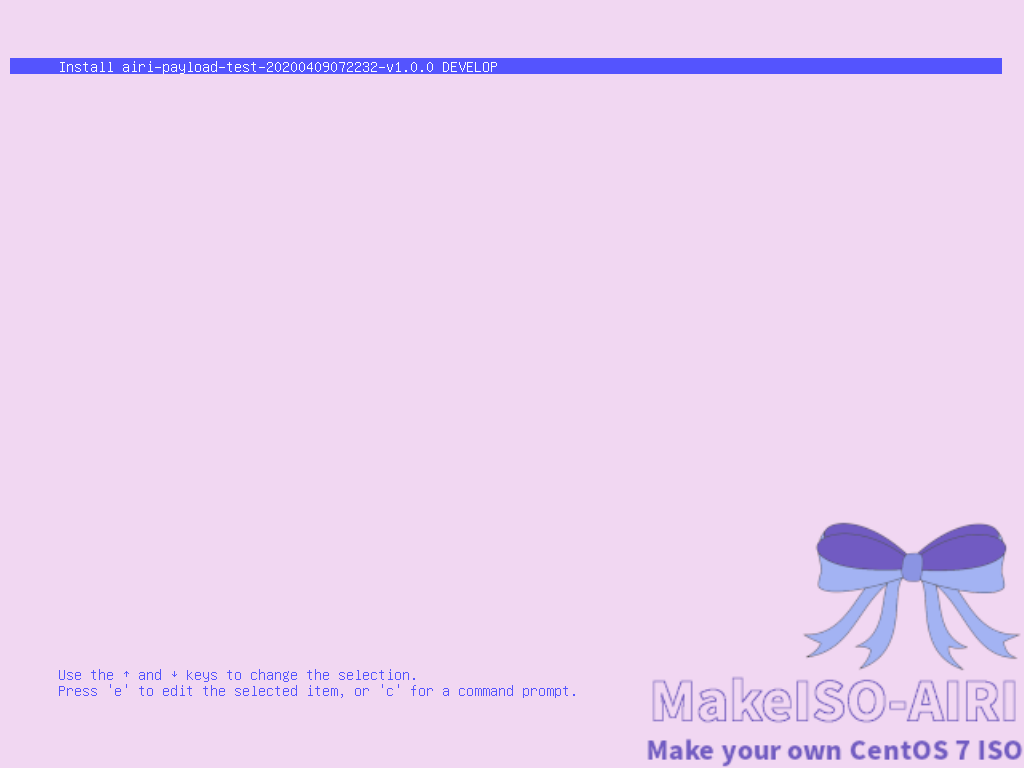 Install airi-payload-test-20200409072232-v1.0.0 DEVELOP
Use the ↑ and ↓ keys to change the selection.
Press 'e' to edit the selected item, or 'c' for a command prompt.
MakeISO-AIRI
Make your own CentOS 7 ISO